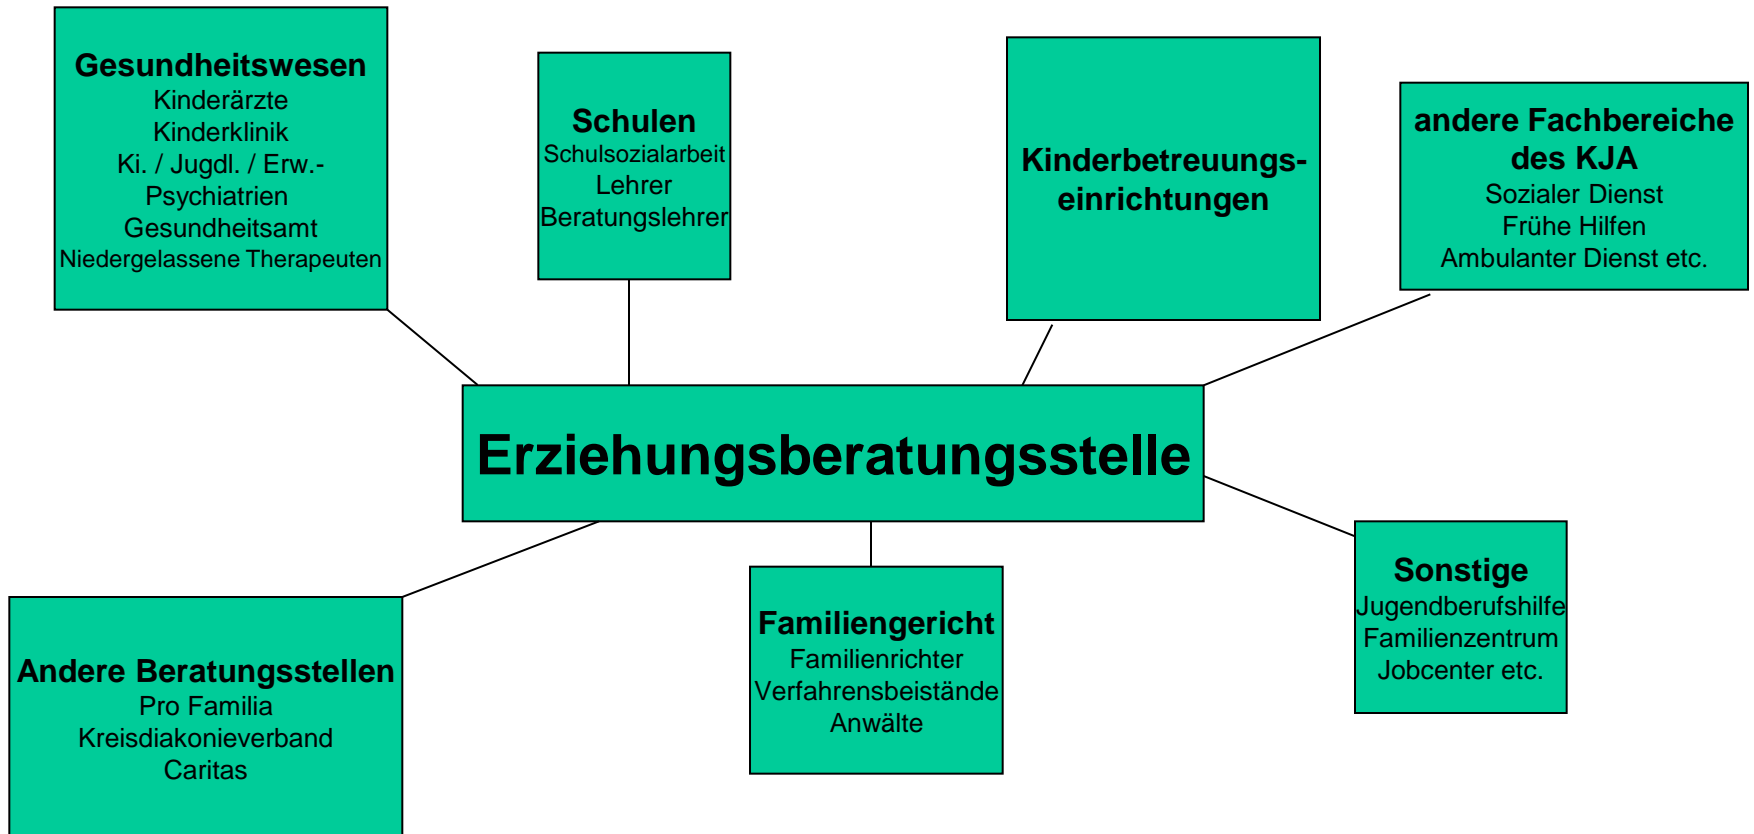 Gesundheitswesen
Kinderärzte
Kinderklinik
Ki. / Jugdl. / Erw.-
Psychiatrien
Gesundheitsamt
Niedergelassene Therapeuten
Schulen
Schulsozialarbeit
Lehrer
Beratungslehrer
Kinderbetreuungs-
einrichtungen
andere Fachbereiche
des KJA
Sozialer Dienst
Frühe Hilfen
Ambulanter Dienst etc.
Erziehungsberatungsstelle
Andere Beratungsstellen
Pro Familia
Kreisdiakonieverband
Caritas
Familiengericht
Familienrichter
Verfahrensbeistände
Anwälte
Sonstige
Jugendberufshilfe
Familienzentrum
Jobcenter etc.